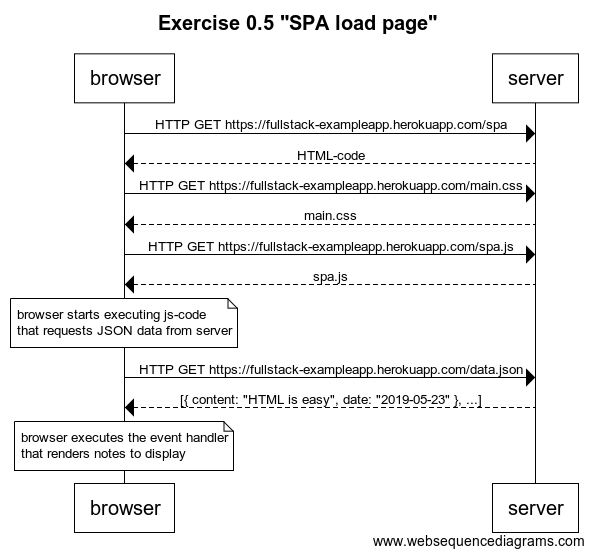 Exercise 0.5 "SPA load page"
browser
server
HTTP GET https://fullstack-exampleapp.herokuapp.com/spa
HTML-code
HTTP GET https://fullstack-exampleapp.herokuapp.com/main.css
main.css
HTTP GET https://fullstack-exampleapp.herokuapp.com/spa.js
spa.js
browser starts executing js-code
that requests JSON data from server
HTTP GET https://fullstack-exampleapp.herokuapp.com/data.json
[{ content: "HTML is easy", date: "2019-05-23" }, ...]
browser executes the event handler
that renders notes to display
browser
server
www.websequencediagrams.com